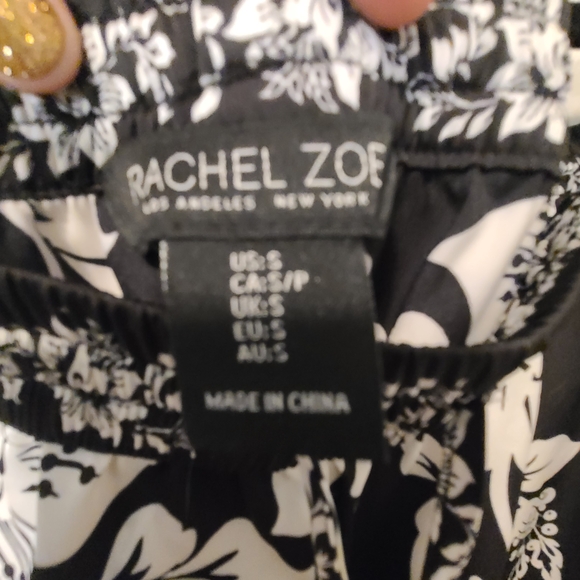 RACHEL ZOE
LOS ANGELES NEW YORK
US:S
CA:S/P
UK:S
EU:S
AU:S
MADE IN CHINA